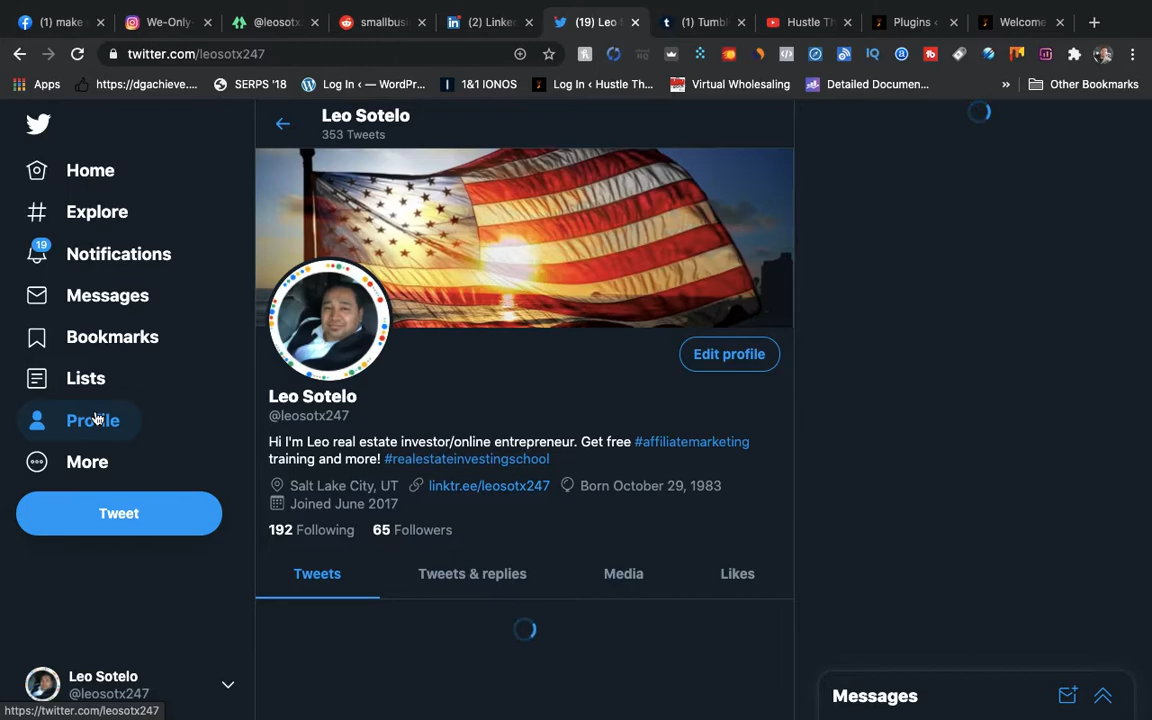 (1) make
We-Only-
@leosotx
smallbusi
(2) Linke
(19) Leo
(1) Tumb
Hustle Th
Plugins ‹
Welcome
twitter.com/leosotx247
Apps
https://dgachieve....
SERPS '18
Log In ‹ — WordPr...
1&1 IONOS
Log In ‹ Hustle Th...
Virtual Wholesaling
Detailed Documen...
»
Other Bookmarks
Leo Sotelo
353 Tweets
Home
Explore
19
Notifications
Messages
Bookmarks
Lists
Profile
More
Tweet
Edit profile
Leo Sotelo
@leosotx247
Hi I'm Leo real estate investor/online entrepreneur. Get free #affiliatemarketing
training and more! #realestateinvestingschool
Salt Lake City, UT linktr.ee/leosotx247 Born October 29, 1983
Joined June 2017
192 Following 65 Followers
Tweets
Tweets & replies
Media
Likes
Leo Sotelo
@leosotx247
Messages
https://twitter.com/leosotx247